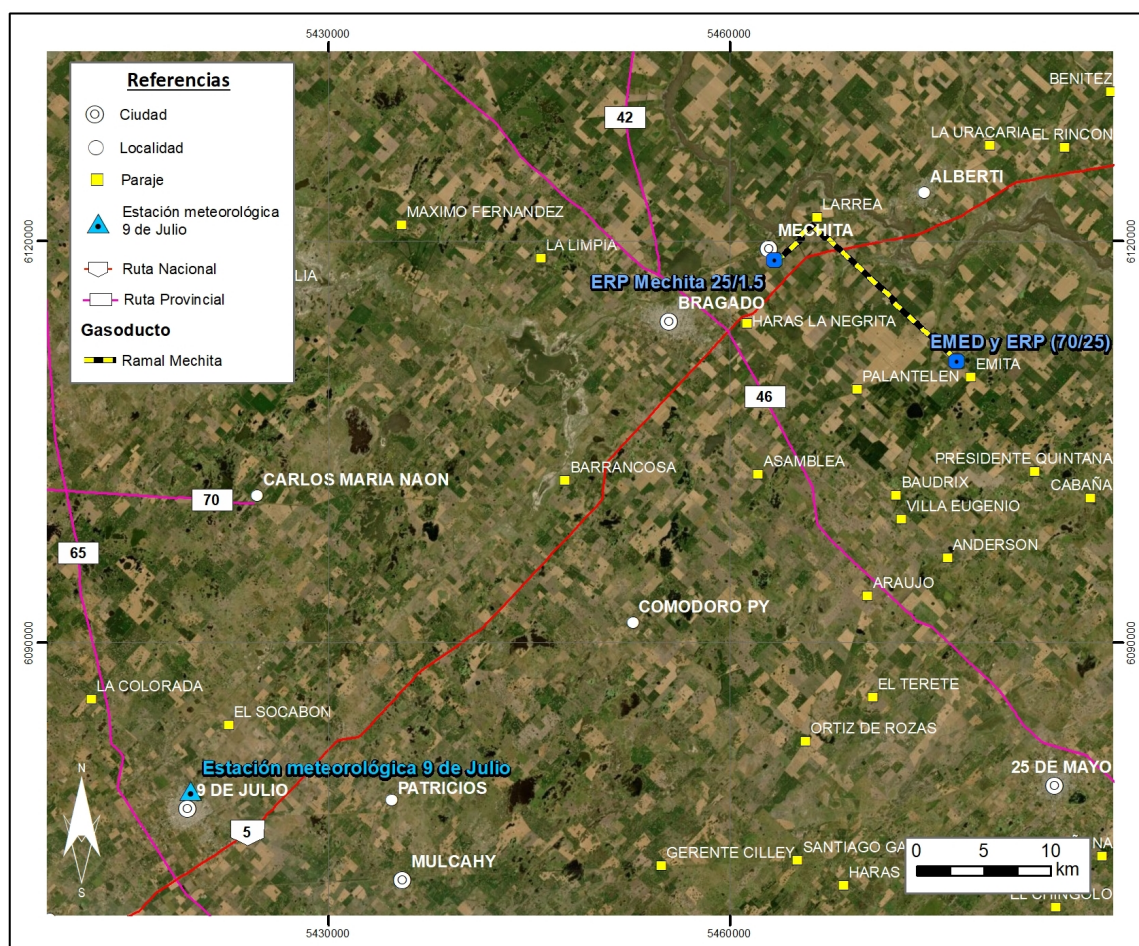 5430000
5460000
Referencias
Ciudad
Localidad
Paraje
Estación meteorológica
9 de Julio
Ruta Nacional
Ruta Provincial
Gasoducto
Ramal Mechita
BENITEZ
42
LA URACARIA
EL RINCON
ALBERTI
MAXIMO FERNANDEZ
LARREA
6120000
MECHITA
6120000
LA LIMPIA
LIA
ERP Mechita 25/1.5
BRAGADO
HARAS LA NEGRITA
EMED y ERP (70/25)
EMITA
PALANTELEN
46
ASAMBLEA
BARRANCOSA
PRESIDENTE QUINTANA
CARLOS MARIA NAON
BAUDRIX
CABAÑA
70
VILLA EUGENIO
65
ANDERSON
ARAUJO
COMODORO PY
6090000
6090000
LA COLORADA
EL TERETE
EL SOCABON
ORTIZ DE ROZAS
N
Estación meteorológica 9 de Julio
25 DE MAYO
9 DE JULIO
PATRICIOS
5
GERENTE CILLEY
SANTIAGO GA
NA
MULCAHY
HARAS
0 5 10
km
S
EL CHINGOLO
5430000
5460000